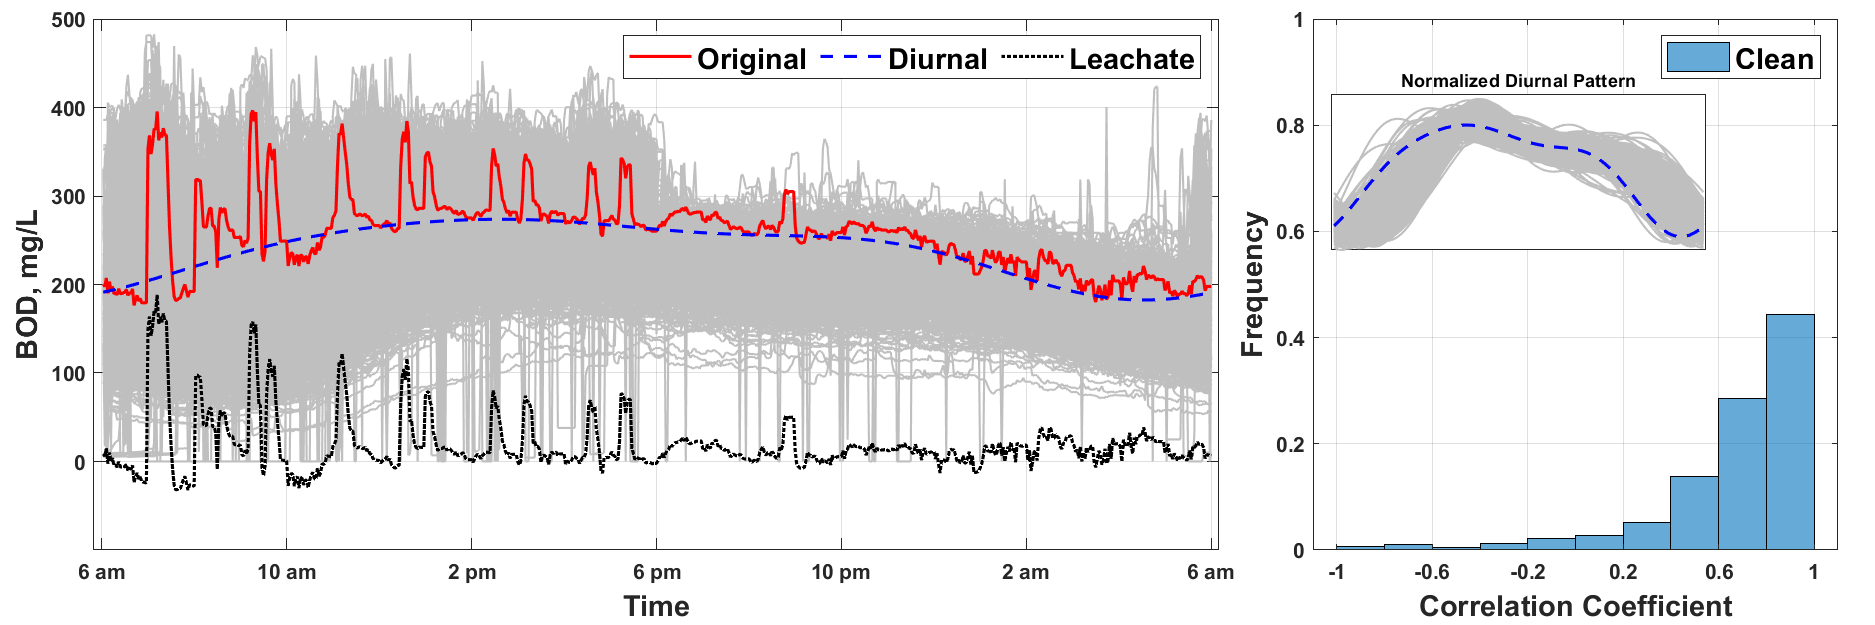 500
400
300
200
100
0
BOD, mg/L
Original Diurnal Leachate
6 am 10 am 2 pm 6 pm 10 pm 2 am 6 am
Time
1
0.8
0.6
0.4
0.2
0
Frequency
Clean
Normalized Diurnal Pattern
-1 -0.6 -0.2 0.2 0.6 1
Correlation Coefficient